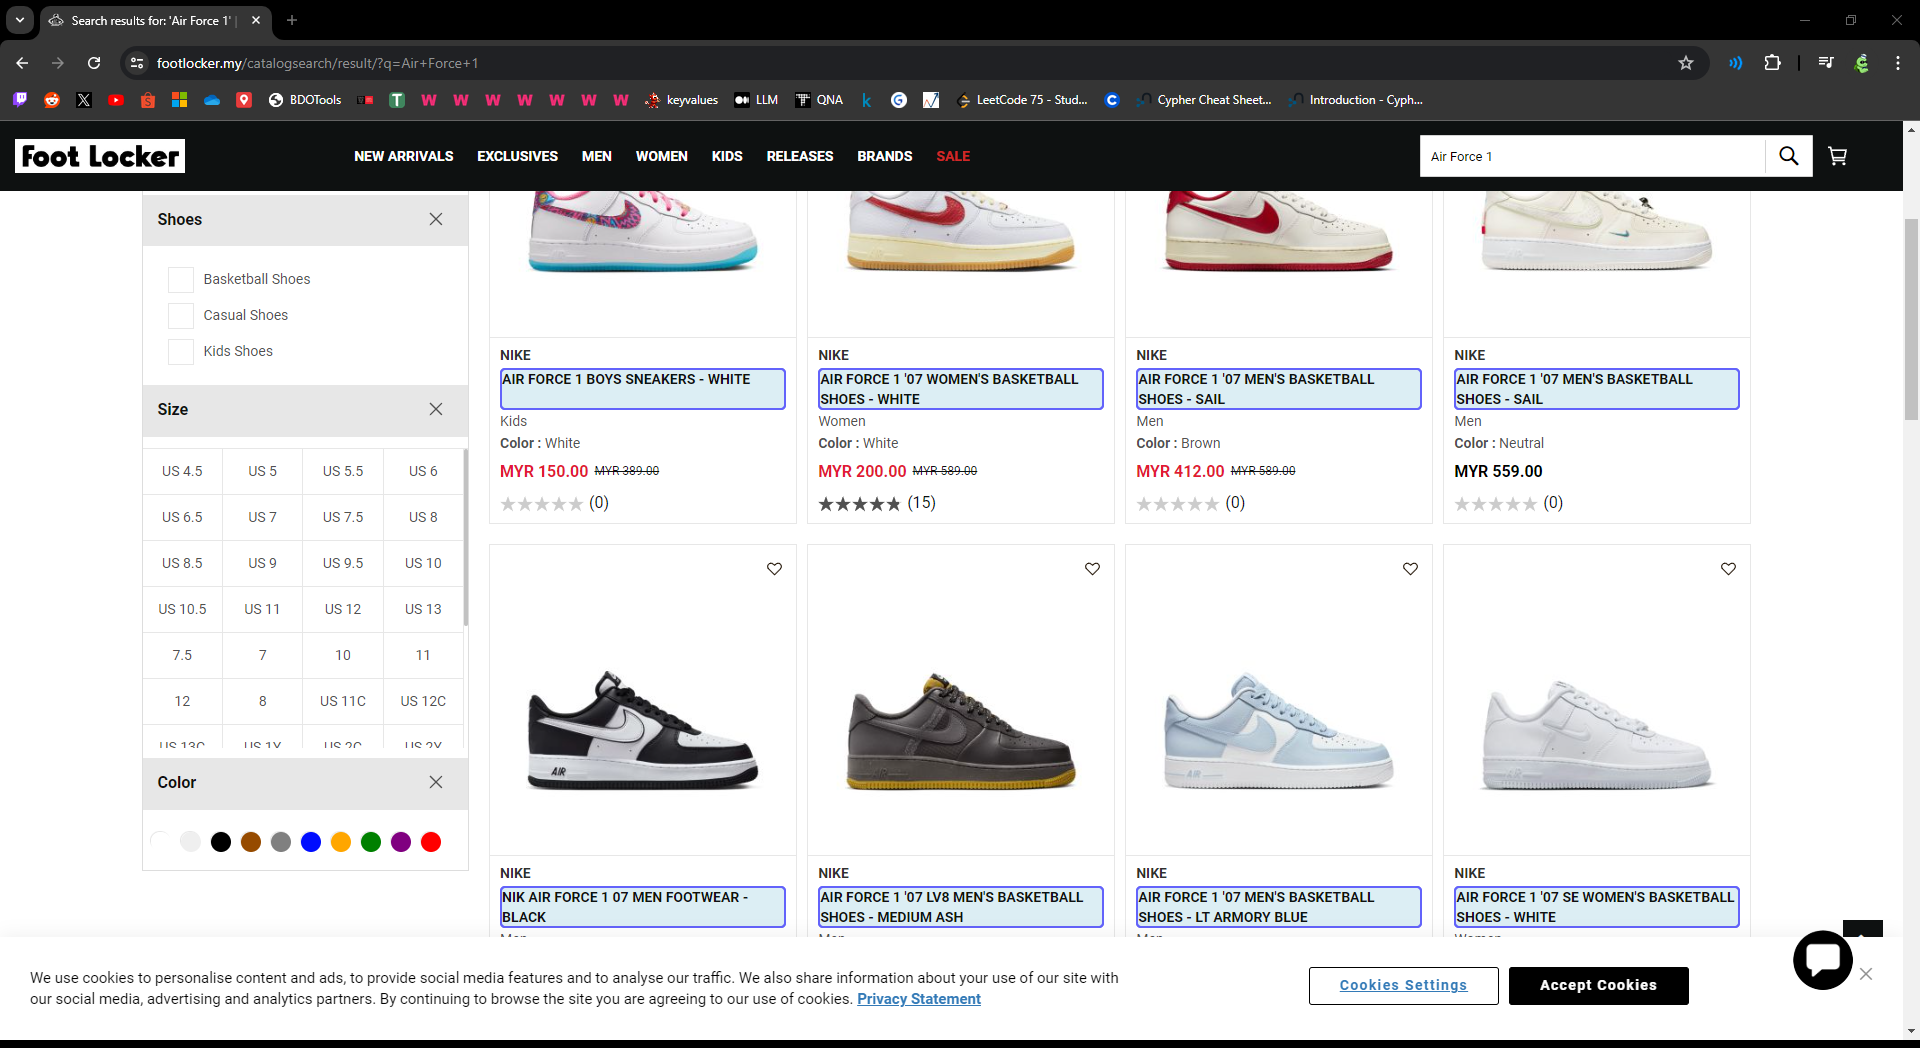 Search results for: 'Air Force 1' |
footlocker.my/catalogsearch/result/?q=Air+Force+1
BDOTools
keyvalues
LLM
QNA
LeetCode 75 - Stud...
Cypher Cheat Sheet...
Introduction - Cyph...
Foot Locker
NEW ARRIVALS
EXCLUSIVES
MEN
WOMEN
KIDS
RELEASES
BRANDS
SALE
Air Force 1
Shoes
Basketball Shoes
Casual Shoes
Kids Shoes
Size
US 4.5 US 5 US 5.5 US 6
US 6.5 US 7 US 7.5 US 8
US 8.5 US 9 US 9.5 US 10
US 10.5 US 11 US 12 US 13
7.5 7 10 11
12 8 US 11C US 12C
US 13C US 1Y US 2C US 2Y
Color
NIKE
AIR FORCE 1 BOYS SNEAKERS - WHITE
Kids
Color : White
MYR 150.00 MYR 389.00
(0)
NIKE
AIR FORCE 1 '07 WOMEN'S BASKETBALL
SHOES - WHITE
Women
Color : White
MYR 200.00 MYR 589.00
(15)
NIKE
AIR FORCE 1 '07 MEN'S BASKETBALL
SHOES - SAIL
Men
Color : Brown
MYR 412.00 MYR 589.00
(0)
NIKE
AIR FORCE 1 '07 MEN'S BASKETBALL
SHOES - SAIL
Men
Color : Neutral
MYR 559.00
(0)
AIR
NIKE
NIK AIR FORCE 1 07 MEN FOOTWEAR -
BLACK
Men
NIKE
AIR FORCE 1 '07 LV8 MEN'S BASKETBALL
SHOES - MEDIUM ASH
Men
AIR
NIKE
AIR FORCE 1 '07 MEN'S BASKETBALL
SHOES - LT ARMORY BLUE
Men
NIKE
AIR FORCE 1 '07 SE WOMEN'S BASKETBALL
SHOES - WHITE
Women
We use cookies to personalise content and ads, to provide social media features and to analyse our traffic. We also share information about your use of our site with
our social media, advertising and analytics partners. By continuing to browse the site you are agreeing to our use of cookies. Privacy Statement
Cookies Settings
Accept Cookies